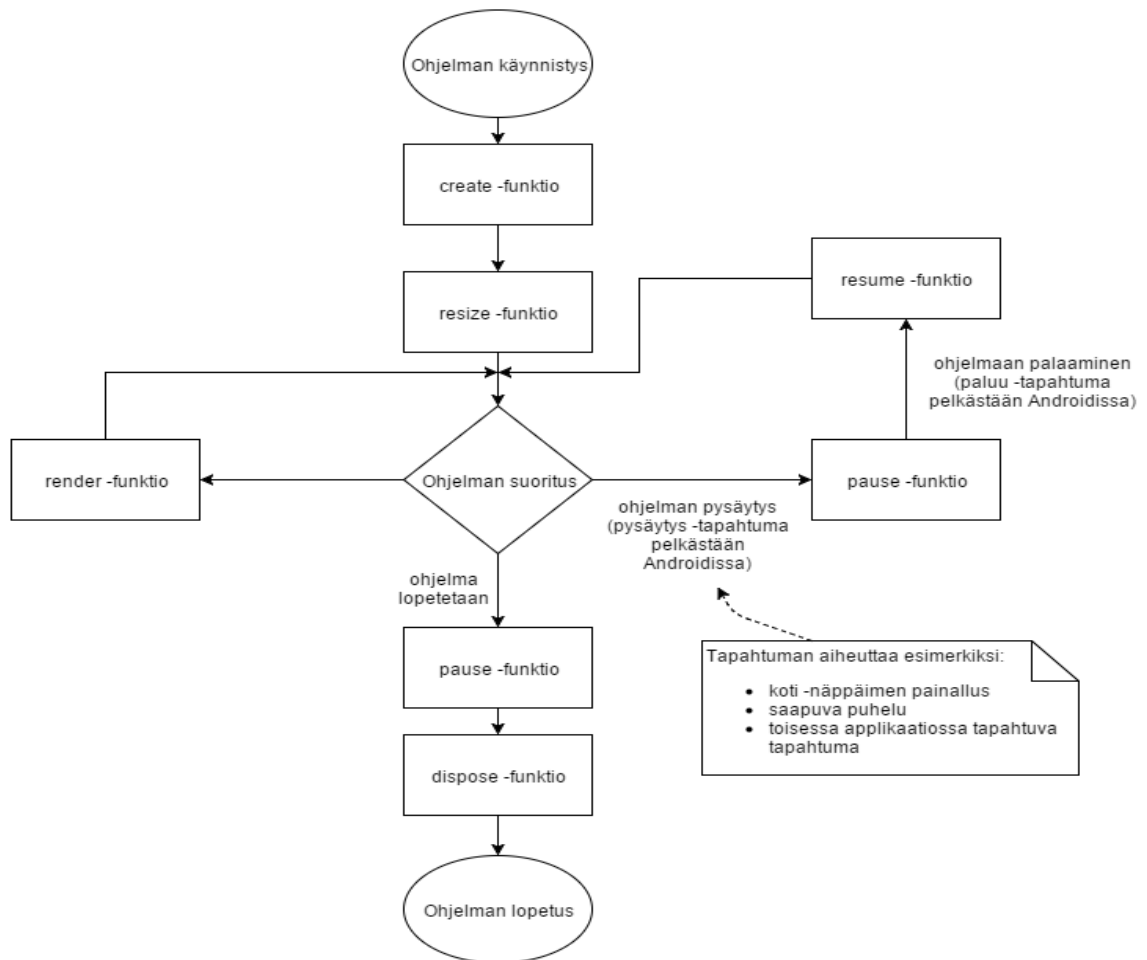 Ohjelman käynnistys
create -funktio
resize -funktio
resume -funktio
ohjelmaan palaaminen
(paluu -tapahtuma
pelkästään Androidissa)
render -funktio
Ohjelman suoritus
pause -funktio
ohjelman pysäytys
(pysäytys -tapahtuma
pelkästään
Androidissa)
ohjelma
lopetetaan
pause -funktio
Tapahtuman aiheuttaa esimerkiksi:
• koti -näppäimen painallus
• saapuva puhelu
• toisessa applikaatiossa tapahtuva
tapahtuma
dispose -funktio
Ohjelman lopetus